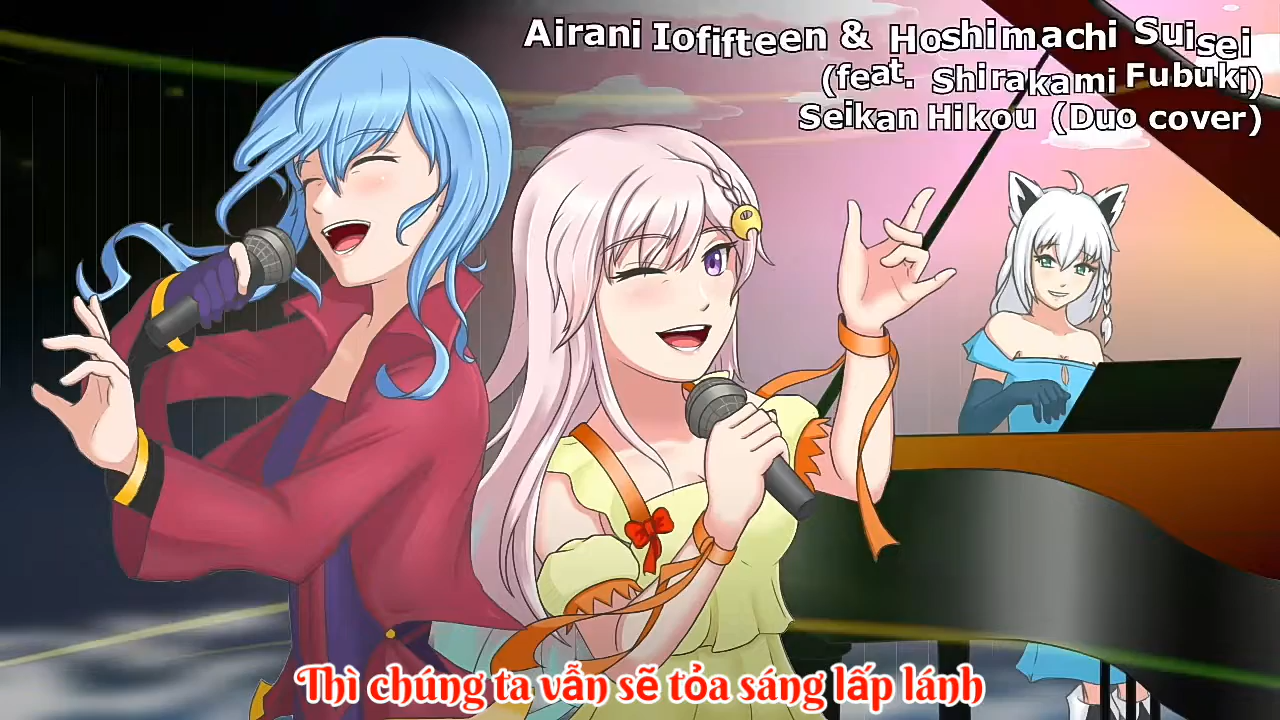 Airani Iofifteen & Hoshimachi Suisei
(feat. Shirakami Fubuki)
Seikan Hikou (Duo cover)
Thì chúng ta vẫn sẽ tỏa sáng lấp lánh